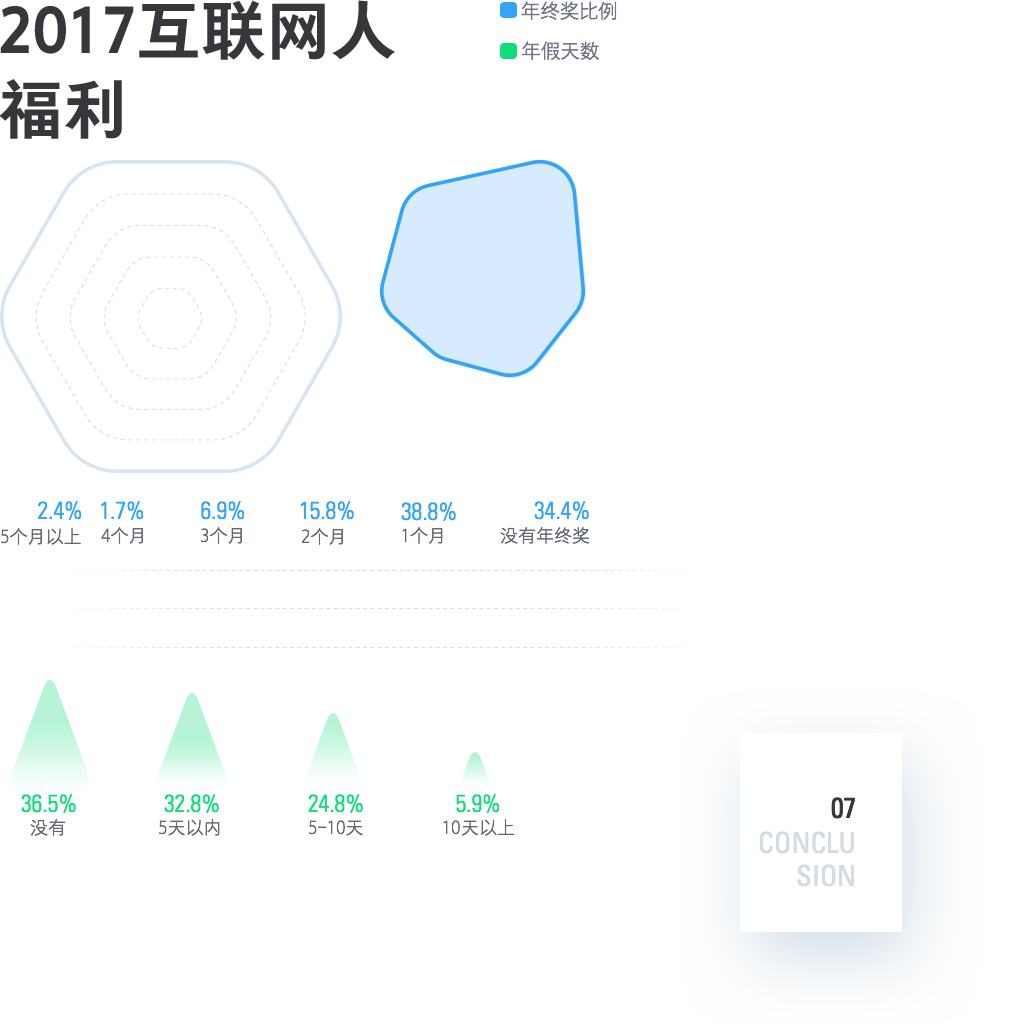 2017互联网人
福利
年终奖比例
年假天数
2.4% 1.7% 6.9% 15.8% 38.8% 34.4%
5个月以上 4个月 3个月 2个月 1个月 没有年终奖
36.5% 32.8% 24.8% 5.9%
没有 5天以内 5-10天 10天以上
07
CONCLU
SION